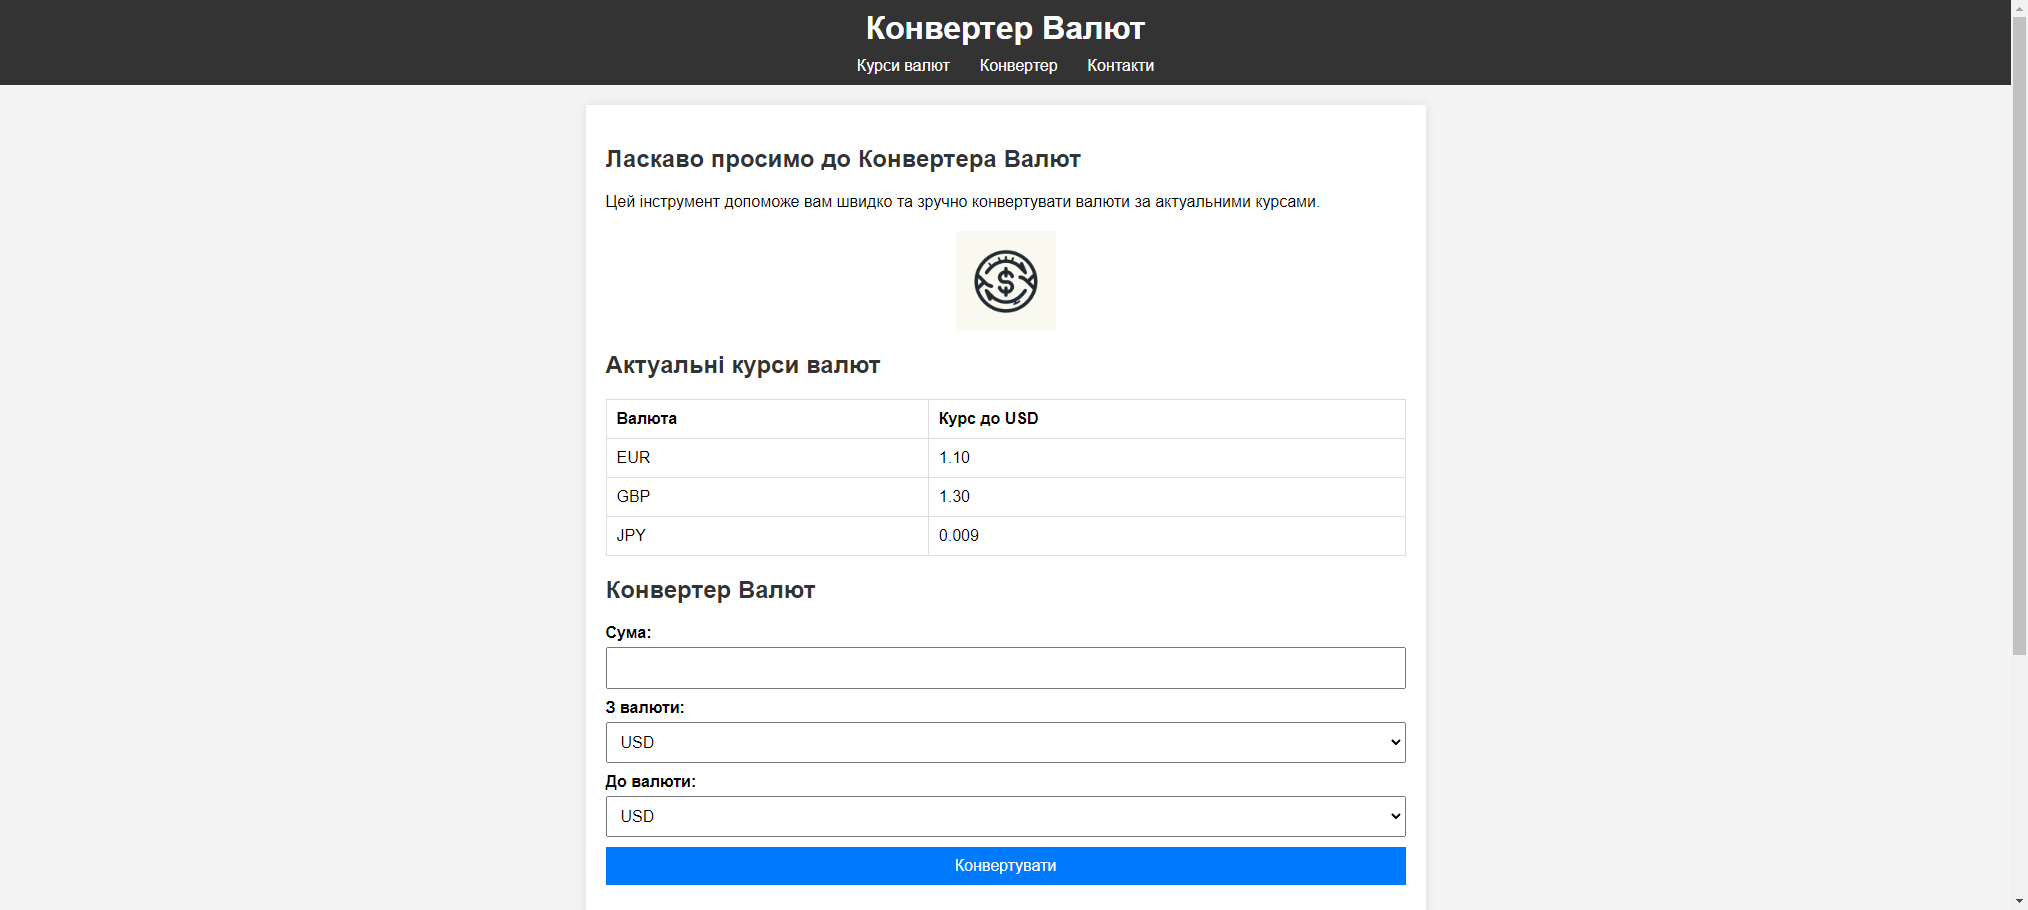 Конвертер Валют
Курси валют Конвертер Контакти
Ласкаво просимо до Конвертера Валют
Цей інструмент допоможе вам швидко та зручно конвертувати валюти за актуальними курсами.
$
Актуальні курси валют
Валюта Курс до USD
EUR 1.10
GBP 1.30
JPY 0.009
Конвертер Валют
Сума:
З валюти:
USD
До валюти:
USD
Конвертувати